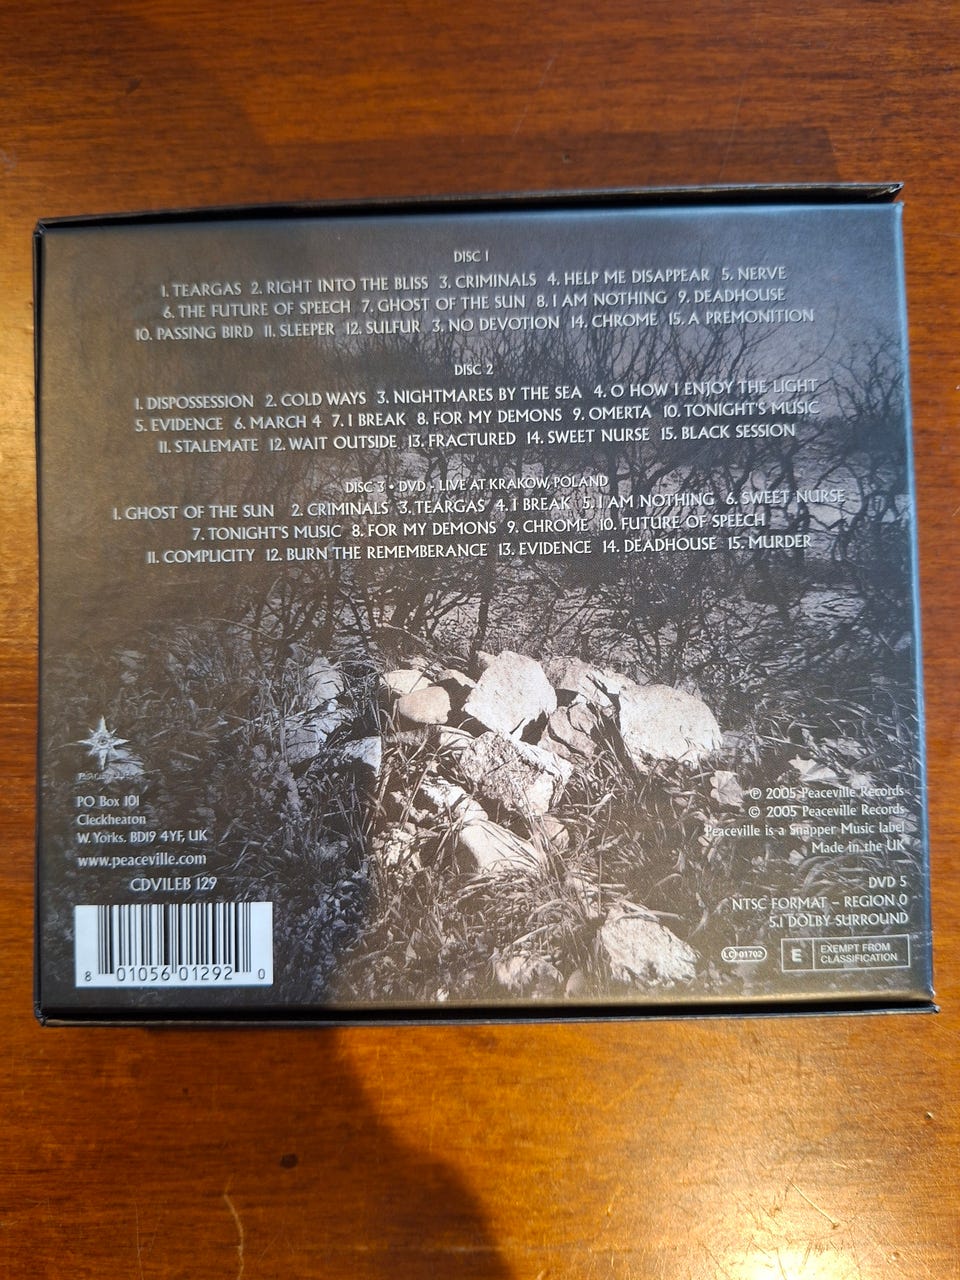 DISC 1
1. TEARGAS 2. RIGHT INTO THE BLISS 3. CRIMINALS 4. HELP ME DISAPPEAR 5. NERVE
6. THE FUTURE OF SPEECH 7. GHOST OF THE SUN 8. I AM NOTHING 9. DEADHOUSE
10. PASSING BIRD 11. SLEEPER 12. SULFUR 3. NO DEVOTION 14. CHROME 15. A PREMONITION
DISC 2
1. DISPOSSESSION 2. COLD WAYS 3. NIGHTMARES BY THE SEA 4. O HOW I ENJOY THE LIGHT
5. EVIDENCE 6. MARCH 4 7. I BREAK 8. FOR MY DEMONS 9. OMERTA 10. TONIGHT'S MUSIC
11. STALEMATE 12. WAIT OUTSIDE 13. FRACTURED 14. SWEET NURSE 15. BLACK SESSION
DISC 3 • DVD - LIVE AT KRAKOW, POLAND
1. GHOST OF THE SUN 2. CRIMINALS 3. TEARGAS 4. I BREAK 5. I AM NOTHING 6. SWEET NURSE
7. TONIGHT'S MUSIC 8. FOR MY DEMONS 9. CHROME 10. FUTURE OF SPEECH
11. COMPLICITY 12. BURN THE REMEMBERANCE 13. EVIDENCE 14. DEADHOUSE 15. MURDER
PEACEVILLE
PO Box 101
Cleckheaton
W. Yorks. BD19 4YF, UK
www.peaceville.com
CDVILEB 129
8 01056 01292 0
℗ 2005 Peaceville Records
© 2005 Peaceville Records
Peaceville is a Snapper Music label
Made in the UK
DVD 5
NTSC FORMAT – REGION 0
5.1 DOLBY SURROUND
LC 01702
E EXEMPT FROM
CLASSIFICATION